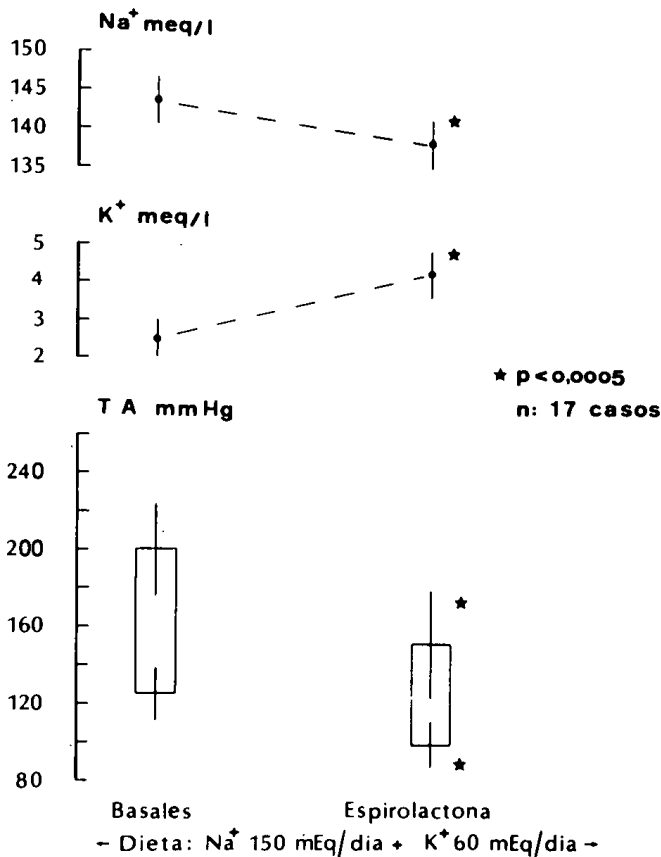 Na+ meq/l
150
145
140
135
K+ meq/l
5
4
3
2
★ p<0,0005
n: 17 casos
T A mmHg
240
200
160
120
80
Basales Espirolactona
← Dieta: Na+ 150 mEq/dia + K+ 60 mEq/dia →